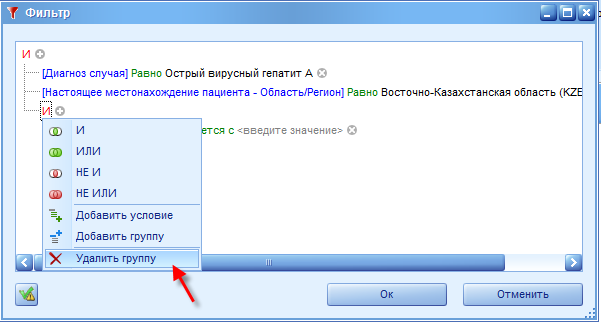 Фильтр
И
[Диагноз случая] Равно Острый вирусный гепатит А
[Настоящее местонахождение пациента - Область/Регион] Равно Восточно-Казахстанская область (KZE
И
ется с <введите значение>
И
ИЛИ
НЕ И
НЕ ИЛИ
Добавить условие
Добавить группу
Удалить группу
Ок
Отменить